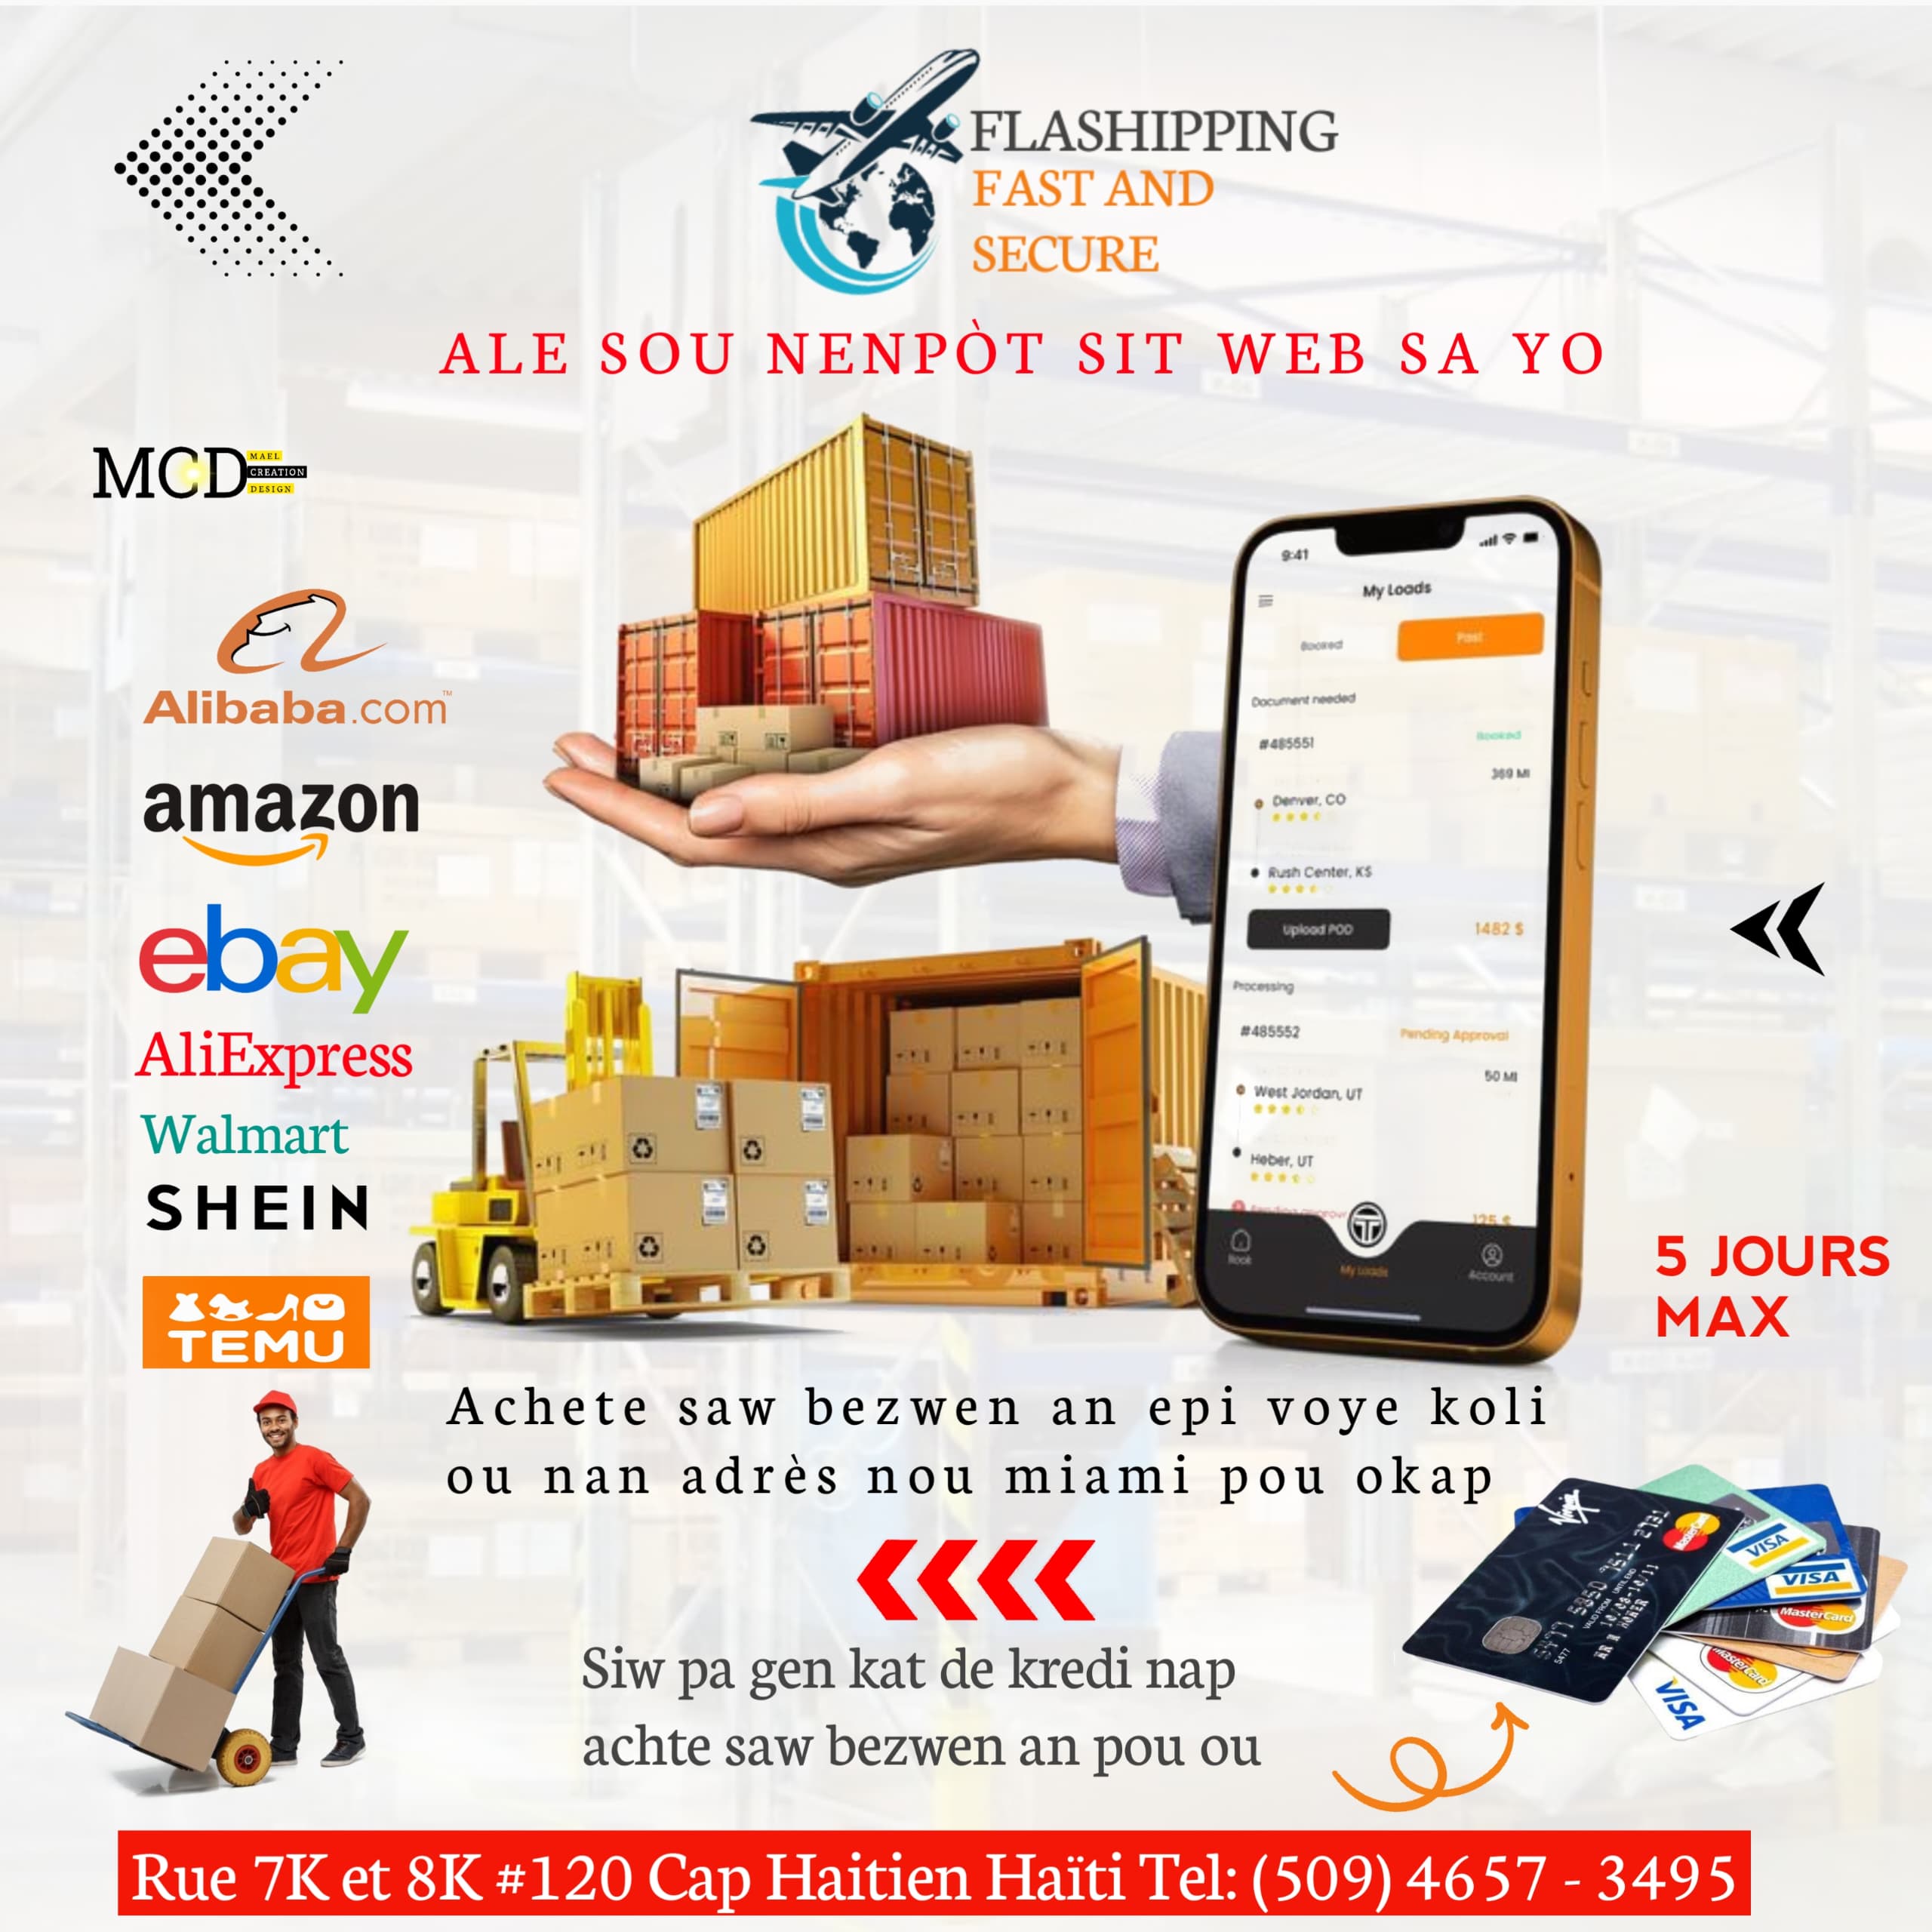 FLASHIPPING
FAST AND
SECURE
ALE SOU NENPÒT SIT WEB SA YO
MCD
MAEL
CREATION
DESIGN
Alibaba.com™
amazon
ebay
AliExpress
Walmart
SHEIN
TEMU
9:41
My Loads
Booked
Past
Document needed
#485551
Booked
369 MI
Denver, CO
Rush Center, KS
Upload POD
1482 $
Processing
#485552
Pending Approval
50 MI
West Jordan, UT
Heber, UT
125 $
Book
My Loads
Account
5 JOURS
MAX
Achete saw bezwen an epi voye koli
ou nan adrès nou miami pou okap
Siw pa gen kat de kredi nap
achte saw bezwen an pou ou
Virgin
MasterCard
VISA
VISA
MasterCard
MasterCard
VISA
Rue 7K et 8K #120 Cap Haitien Haïti Tel: (509) 4657 - 3495